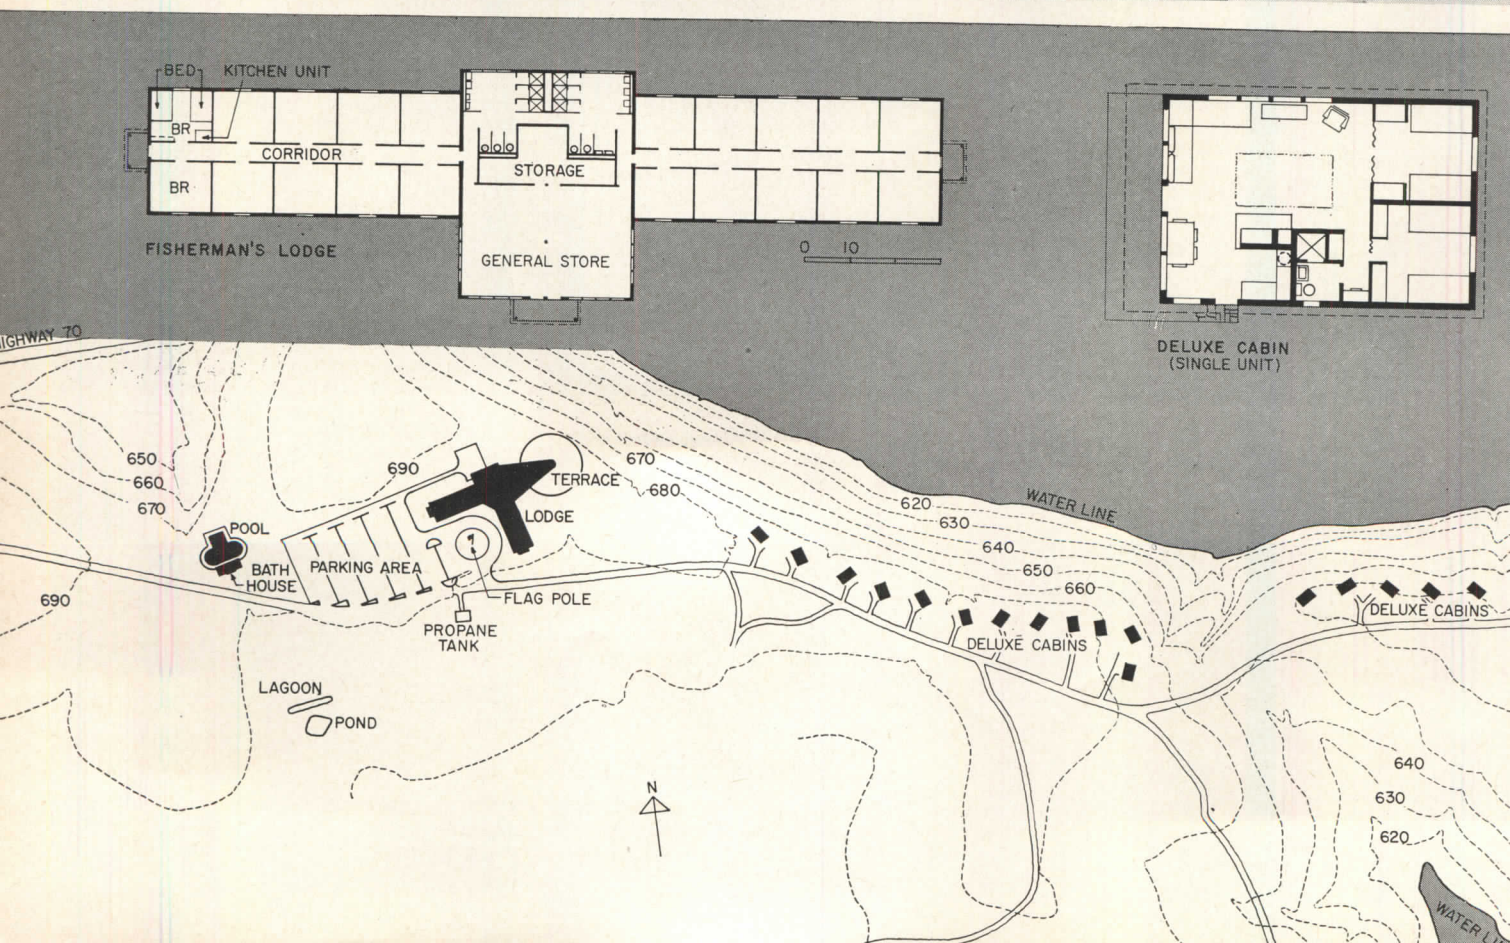 BED
KITCHEN UNIT
BR
CORRIDOR
BR
STORAGE
GENERAL STORE
FISHERMAN'S LODGE
0 10
DELUXE CABIN
(SINGLE UNIT)
HIGHWAY 70
650
660
670
690
690
670
680
TERRACE
LODGE
POOL
BATH
HOUSE
PARKING AREA
FLAG POLE
PROPANE
TANK
LAGOON
POND
N
620
630
640
650
660
WATER LINE
DELUXE CABINS
DELUXE CABINS
640
630
620
WATER